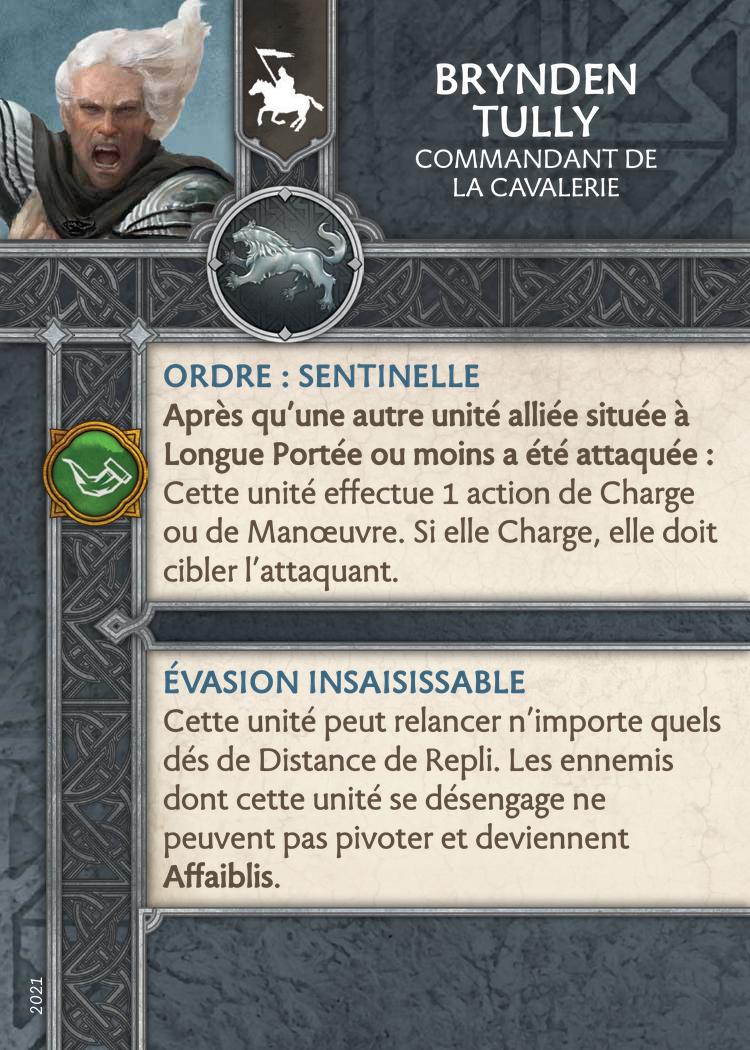 BRYNDEN
TULLY
COMMANDANT DE
LA CAVALERIE
ORDRE : SENTINELLE
Après qu'une autre unité alliée située à
Longue Portée ou moins a été attaquée :
Cette unité effectue 1 action de Charge
ou de Manœuvre. Si elle Charge, elle doit
cibler l'attaquant.
ÉVASION INSAISISSABLE
Cette unité peut relancer n'importe quels
dés de Distance de Repli. Les ennemis
dont cette unité se désengage ne
peuvent pas pivoter et deviennent
Affaiblis.
2021